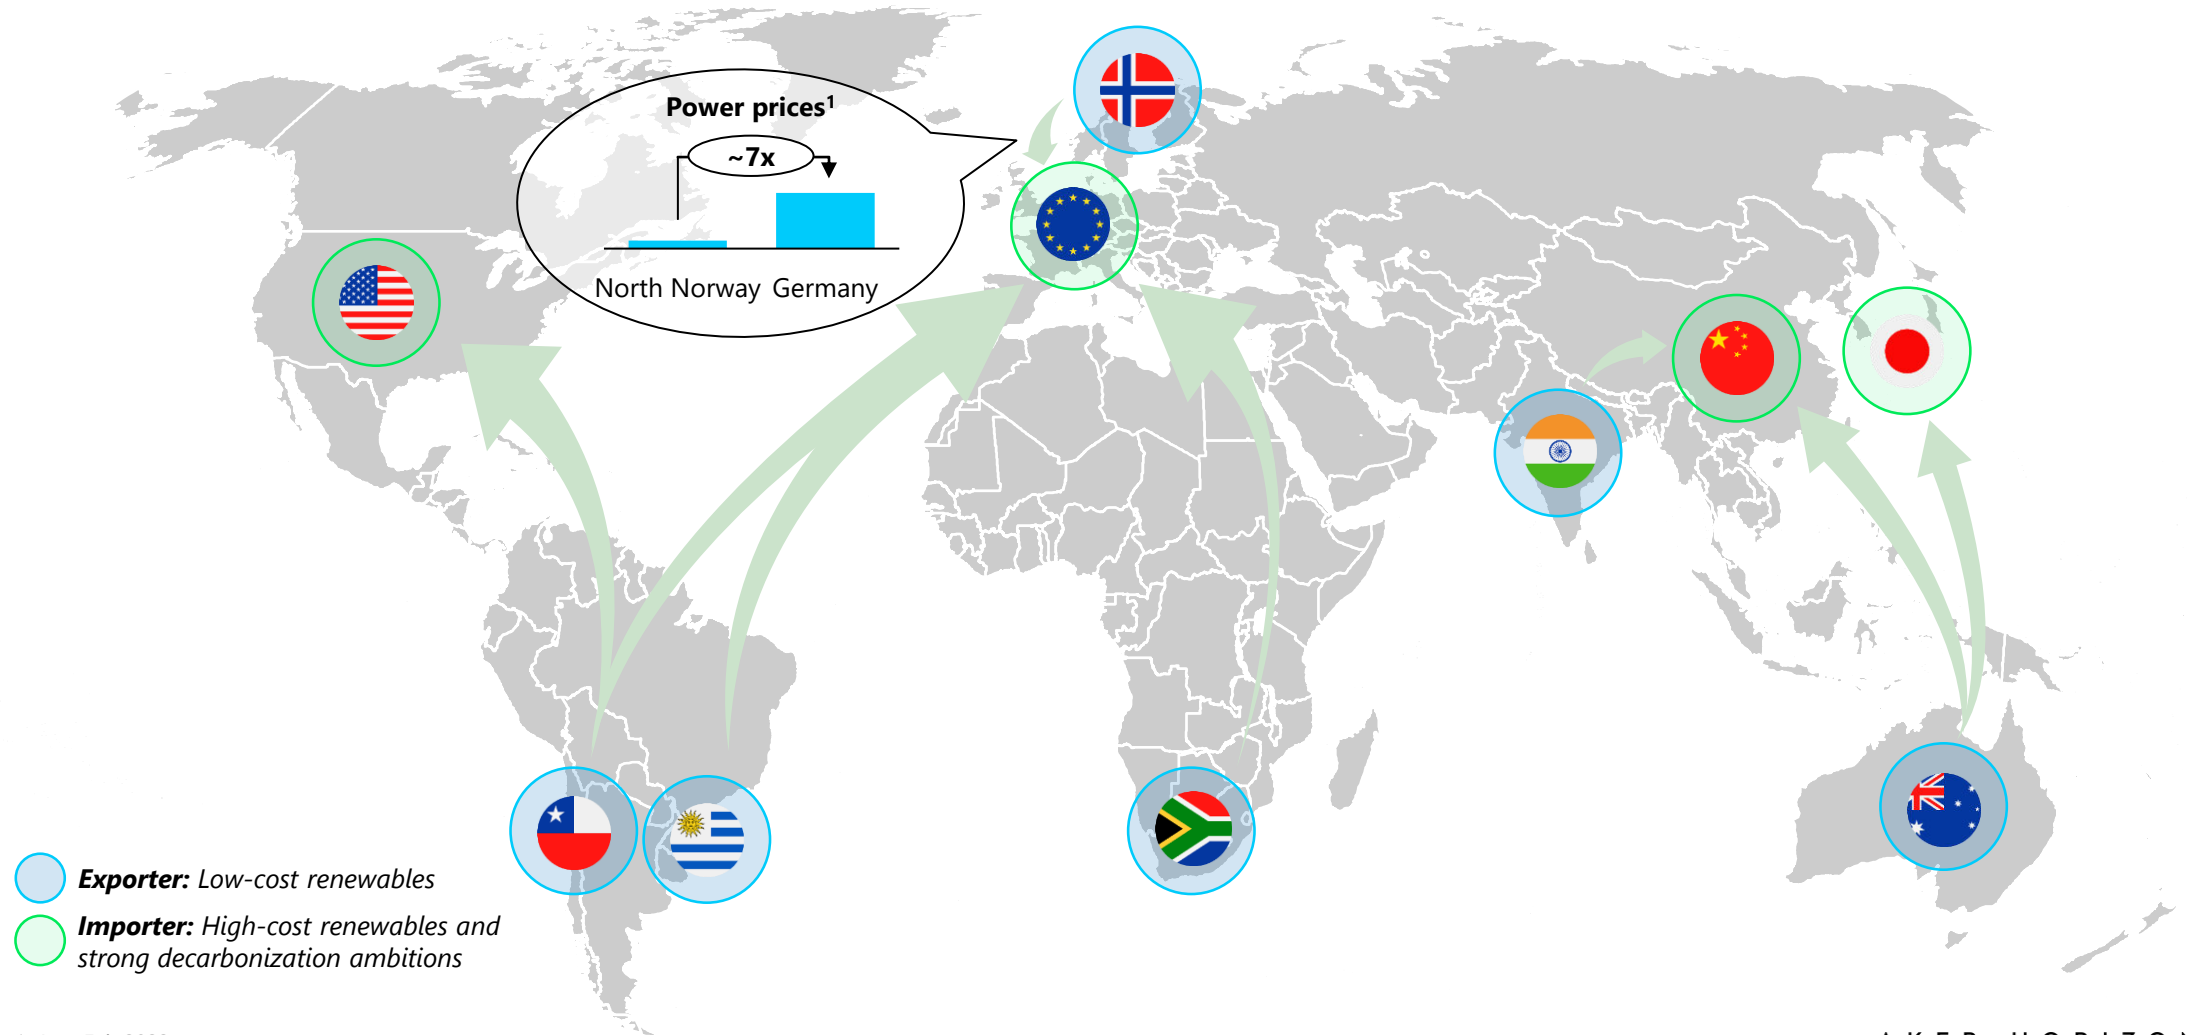 Power prices¹
~7x
North Norway Germany
Exporter: Low-cost renewables
Importer: High-cost renewables and
strong decarbonization ambitions